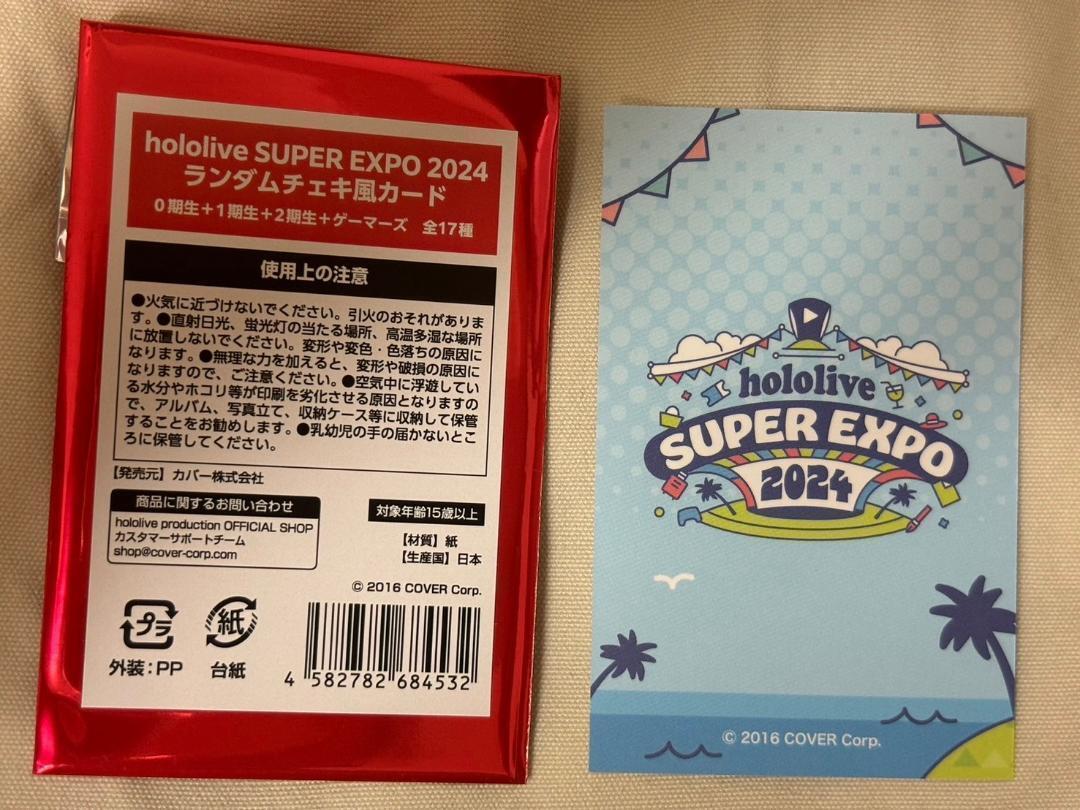 hololive SUPER EXPO 2024
ランダムチェキ風カード
0期生+1期生+2期生+ゲーマーズ 全17種
使用上の注意
●火気に近づけないでください。引火のおそれがありま
す。●直射日光、蛍光灯の当たる場所、高温多湿な場所
に放置しないでください。変形や変色・色落ちの原因に
なります。●無理な力を加えると、変形や破損の原因に
なりますので、ご注意ください。●空気中に浮遊してい
る水分やホコリ等が印刷を劣化させる原因となりますの
で、アルバム、写真立て、収納ケース等に収納して保管
することをお勧めします。●乳幼児の手の届かないとこ
ろに保管してください。
【発売元】カバー株式会社
商品に関するお問い合わせ
hololive production OFFICIAL SHOP
カスタマーサポートチーム
shop@cover-corp.com
対象年齢15歳以上
【材質】紙
【生産国】日本
© 2016 COVER Corp.
プラ
外装:PP
紙
台紙
4 582782 684532
hololive
SUPER EXPO
2024
© 2016 COVER Corp.